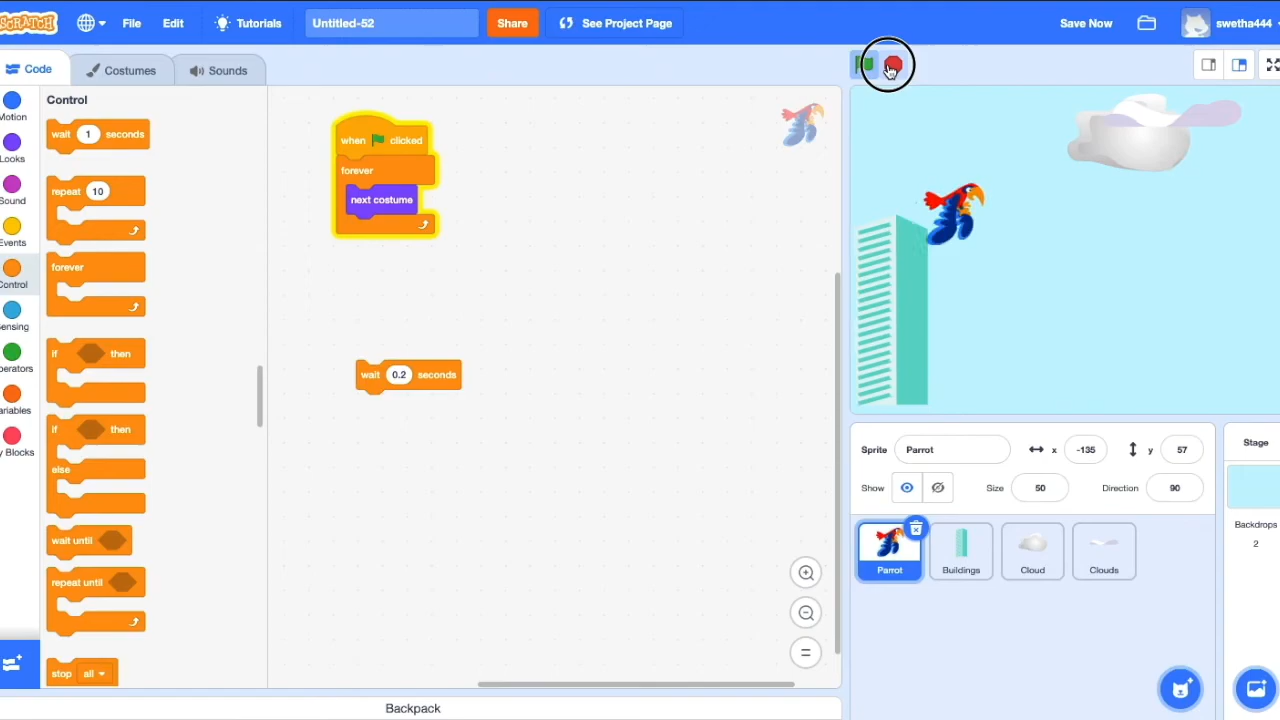 SCRATCH File Edit Tutorials Untitled-52 Share See Project Page Save Now swetha444
Code Costumes Sounds
Motion
Looks
Sound
Events
Control
Sensing
perators
ariables
y Blocks
Control
wait 1 seconds
repeat 10
forever
if then
if then
else
wait until
repeat until
stop all
when clicked
forever
next costume
wait 0.2 seconds
Backpack
Sprite Parrot x -135 y 57
Show Size 50 Direction 90
Parrot Buildings Cloud Clouds
Stage
Backdrops
2